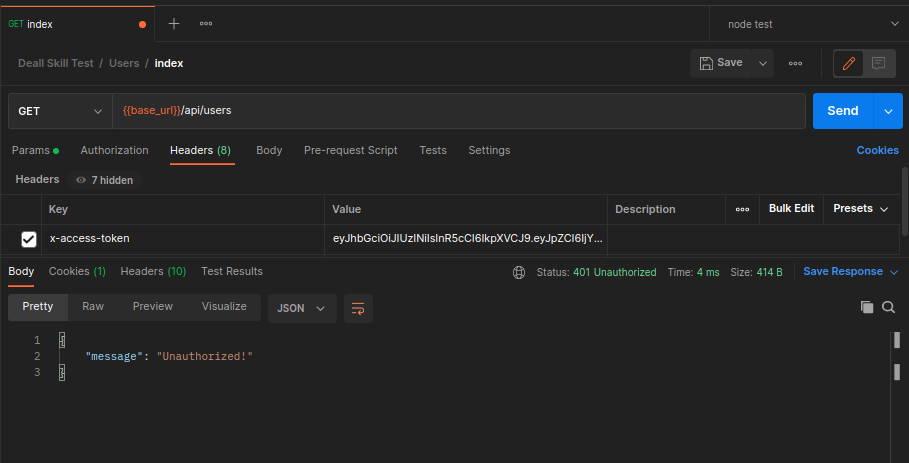 GET index
node test
Deall Skill Test / Users / index
Save
GET {{base_url}}/api/users Send
Params Authorization Headers (8) Body Pre-request Script Tests Settings Cookies
Headers 7 hidden
Key Value Description Bulk Edit Presets
x-access-token
Body Cookies (1) Headers (10) Test Results Status: 401 Unauthorized Time: 4 ms Size: 414 B Save Response
Pretty Raw Preview Visualize JSON
1 {
2 "message": "Unauthorized!"
3 }